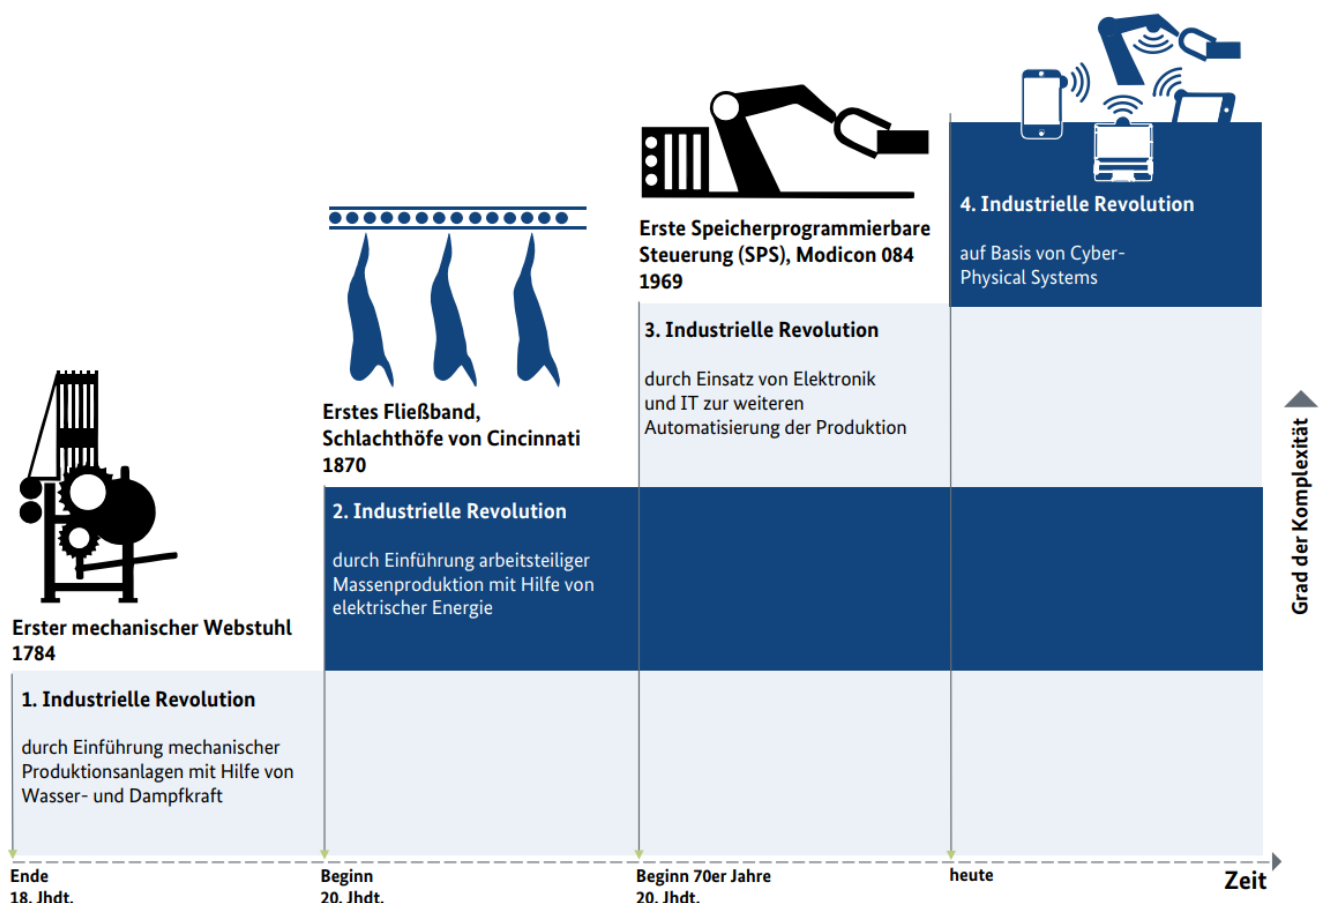 Erster mechanischer Webstuhl
1784
1. Industrielle Revolution
durch Einführung mechanischer
Produktionsanlagen mit Hilfe von
Wasser- und Dampfkraft
Ende
18. Jhdt.
Erstes Fließband,
Schlachthöfe von Cincinnati
1870
2. Industrielle Revolution
durch Einführung arbeitsteiliger
Massenproduktion mit Hilfe von
elektrischer Energie
Beginn
20. Jhdt.
Erste Speicherprogrammierbare
Steuerung (SPS), Modicon 084
1969
3. Industrielle Revolution
durch Einsatz von Elektronik
und IT zur weiteren
Automatisierung der Produktion
Beginn 70er Jahre
20. Jhdt.
4. Industrielle Revolution
auf Basis von Cyber-
Physical Systems
heute
Zeit
Grad der Komplexität